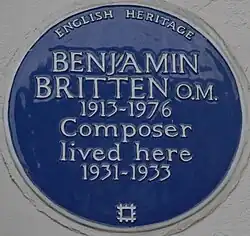 ENGLISH HERITAGE
BENJAMIN
BRITTEN O.M.
1913-1976
Composer
lived here
1931-1933